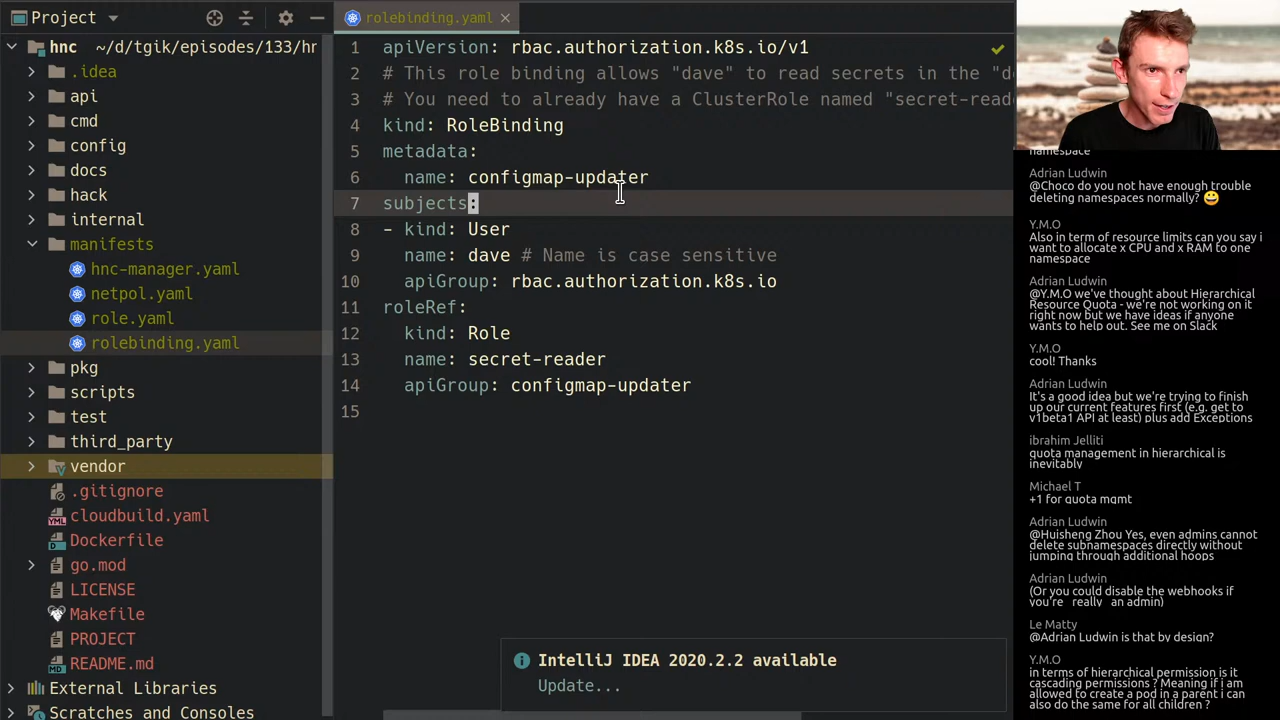 Project
hnc ~/d/tgik/episodes/133/hr
.idea
api
cmd
config
docs
hack
internal
manifests
hnc-manager.yaml
netpol.yaml
role.yaml
rolebinding.yaml
pkg
scripts
test
third_party
vendor
.gitignore
cloudbuild.yaml
Dockerfile
go.mod
LICENSE
Makefile
PROJECT
README.md
External Libraries
Scratches and Consoles
rolebinding.yaml
1 apiVersion: rbac.authorization.k8s.io/v1
2 # This role binding allows "dave" to read secrets in the "d
3 # You need to already have a ClusterRole named "secret-read
4 kind: RoleBinding
5 metadata:
6 name: configmap-updater
7 subjects:
8 - kind: User
9 name: dave # Name is case sensitive
10 apiGroup: rbac.authorization.k8s.io
11 roleRef:
12 kind: Role
13 name: secret-reader
14 apiGroup: configmap-updater
15
IntelliJ IDEA 2020.2.2 available
Update...
namespace
Adrian Ludwin
@Choco do you not have enough trouble
deleting namespaces normally? 😀
Y.M.O
Also in term of resource limits can you say i
want to allocate x CPU and x RAM to one
namespace
Adrian Ludwin
@Y.M.O we've thought about Hierarchical
Resource Quota - we're not working on it
right now but we have ideas if anyone
wants to help out. See me on Slack
Y.M.O
cool! Thanks
Adrian Ludwin
It's a good idea but we're trying to finish
up our current features first (e.g. get to
v1beta1 API at least) plus add Exceptions
ibrahim Jelliti
quota management in hierarchical is
inevitably
Michael T
+1 for quota mgmt
Adrian Ludwin
@Huisheng Zhou Yes, even admins cannot
delete subnamespaces directly without
jumping through additional hoops
Adrian Ludwin
(Or you could disable the webhooks if
you're _really_ an admin)
Le Matty
@Adrian Ludwin is that by design?
Y.M.O
in terms of hierarchical permission is it
cascading permissions ? Meaning if i am
allowed to create a pod in a parent i can
also do the same for all children ?